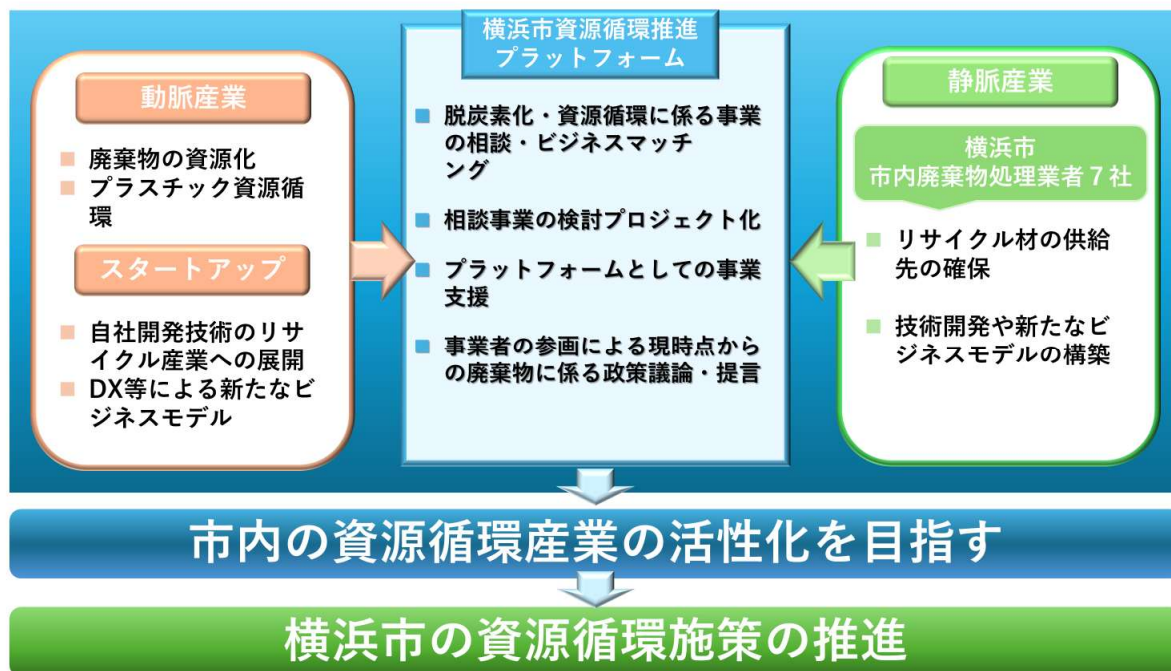 動脈産業
廃棄物の資源化
プラスチック資源循
環
スタートアップ
自社開発技術のリサ
イクル産業への展開
DX等による新たなビ
ジネスモデル
横浜市資源循環推進
プラットフォーム
脱炭素化・資源循環に係る事業
の相談・ビジネスマッチ
ング
相談事業の検討プロジェクト化
プラットフォームとしての事業
支援
事業者の参画による現時点から
の廃棄物に係る政策議論・提言
静脈産業
横浜市
市内廃棄物処理業者７社
リサイクル材の供給
先の確保
技術開発や新たなビ
ジネスモデルの構築
市内の資源循環産業の活性化を目指す
横浜市の資源循環施策の推進